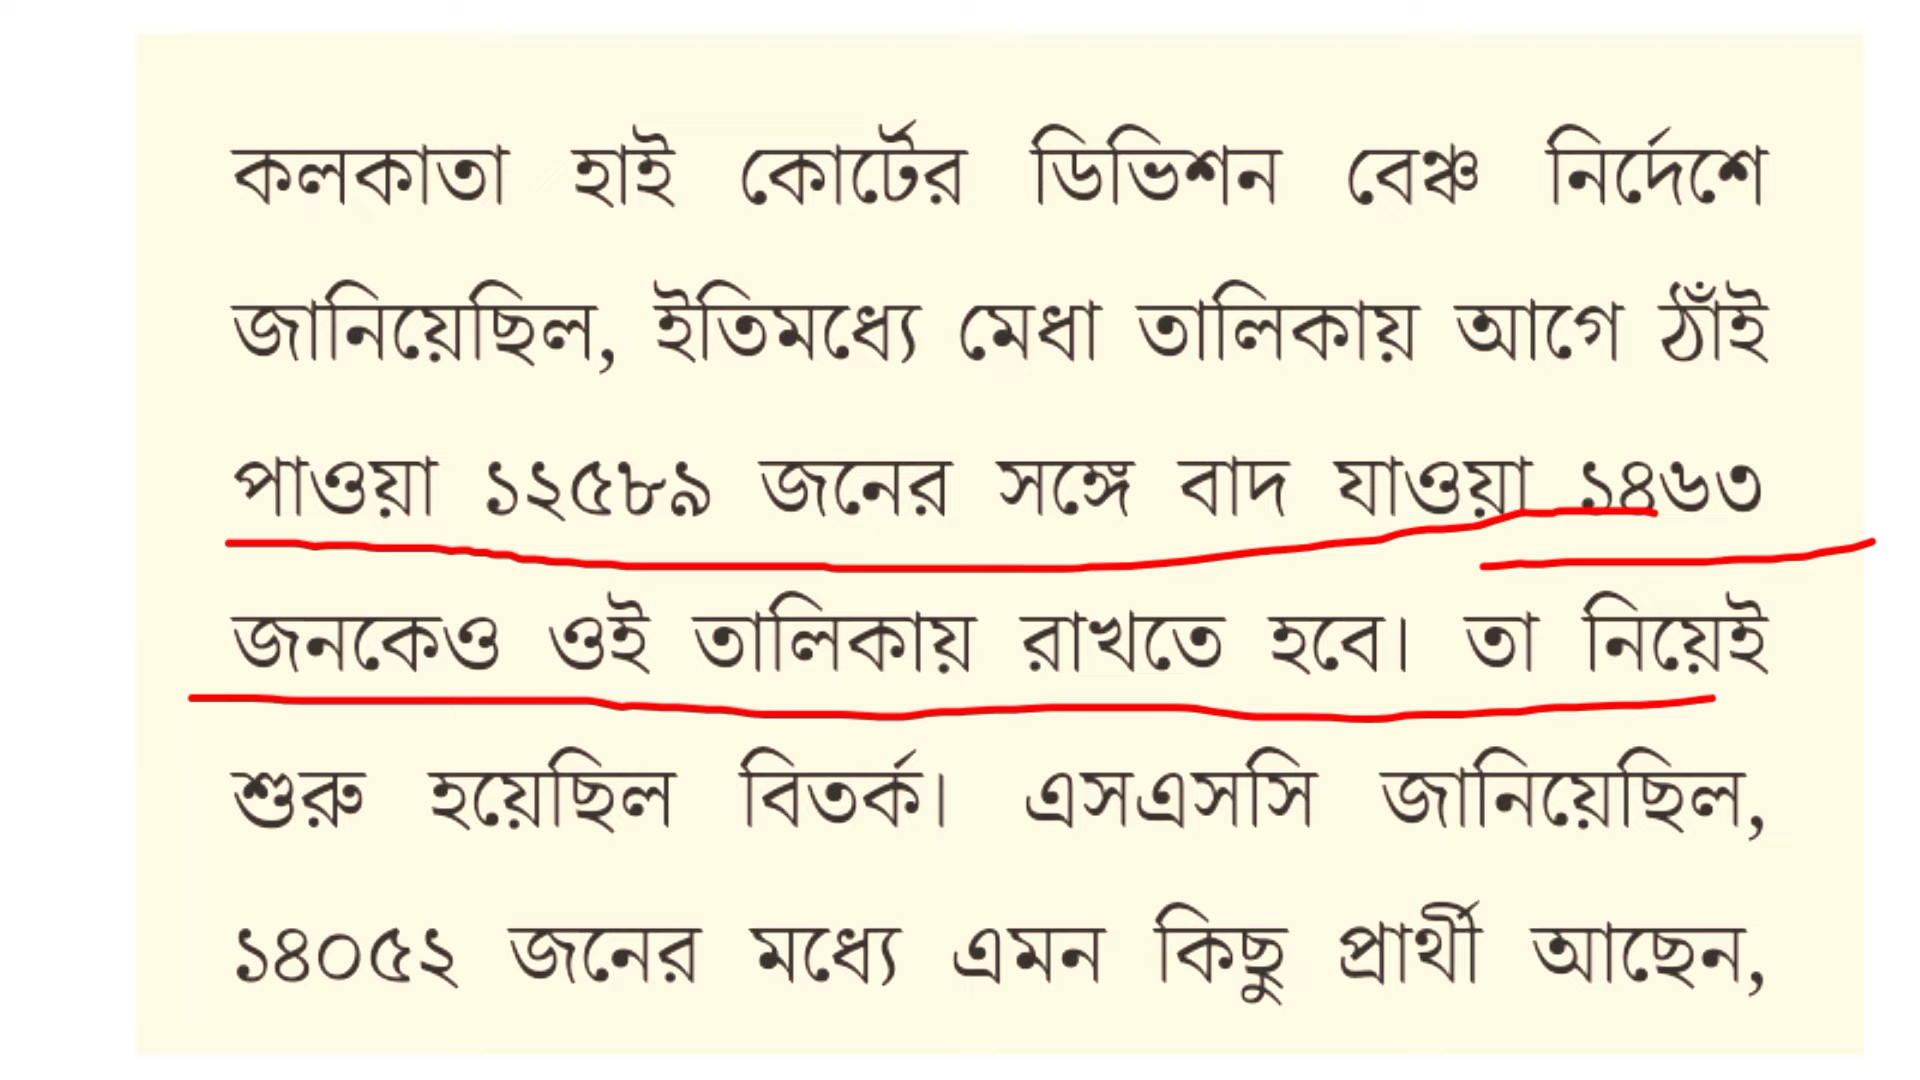 কলকাতা হাই কোর্টের ডিভিশন বেঞ্চ নির্দেশে
জানিয়েছিল, ইতিমধ্যে মেধা তালিকায় আগে ঠাঁই
পাওয়া ১২৫৮৯ জনের সঙ্গে বাদ যাওয়া ১৪৬৩
জনকেও ওই তালিকায় রাখতে হবে। তা নিয়েই
শুরু হয়েছিল বিতর্ক। এসএসসি জানিয়েছিল,
১৪০৫২ জনের মধ্যে এমন কিছু প্রার্থী আছেন,